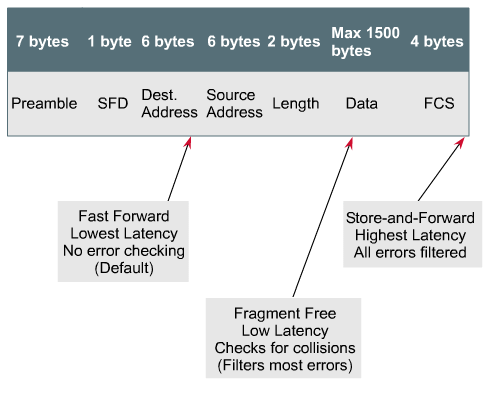 7 bytes 1 byte 6 bytes 6 bytes 2 bytes Max 1500 bytes 4 bytes
Preamble SFD Dest. Address Source Address Length Data FCS
Fast Forward
Lowest Latency
No error checking
(Default)
Store-and-Forward
Highest Latency
All errors filtered
Fragment Free
Low Latency
Checks for collisions
(Filters most errors)